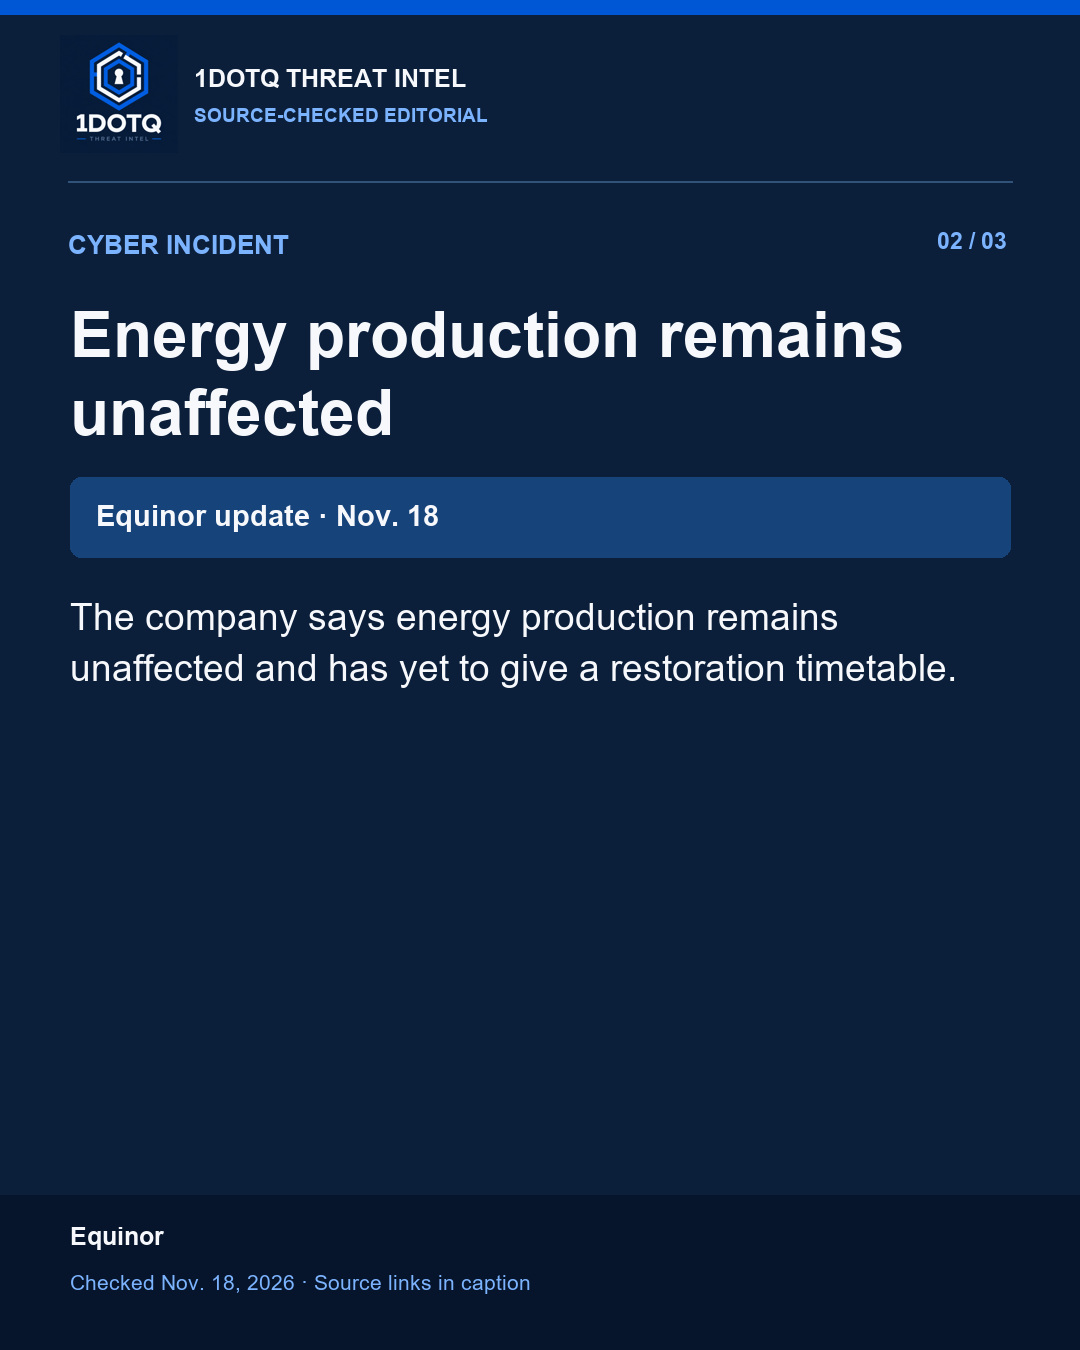 1DOTQ
THREAT INTEL
1DOTQ THREAT INTEL
SOURCE-CHECKED EDITORIAL
CYBER INCIDENT
02 / 03
Energy production remains
unaffected
Equinor update · Nov. 18
The company says energy production remains
unaffected and has yet to give a restoration timetable.
Equinor
Checked Nov. 18, 2026 · Source links in caption